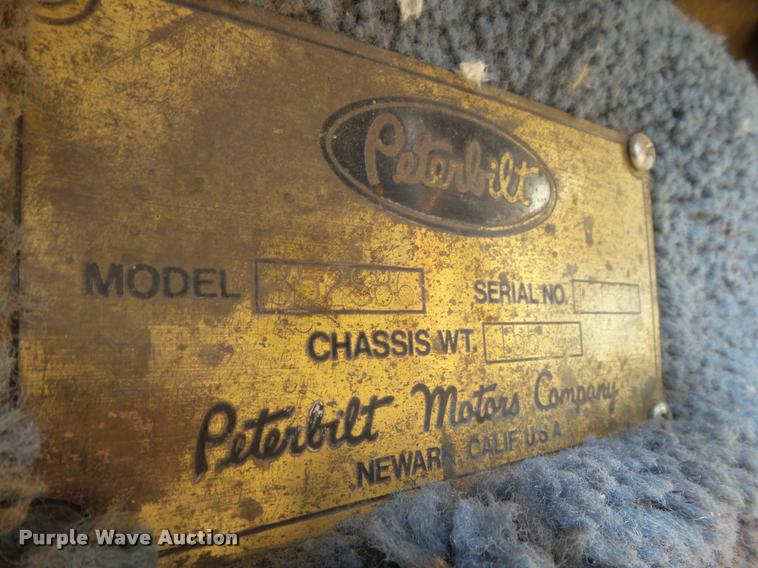 Peterbilt
MODEL
SERIAL NO.
CHASSIS WT.
Peterbilt Motors Company
NEWARK, CALIF. U.S.A.
Purple Wave Auction